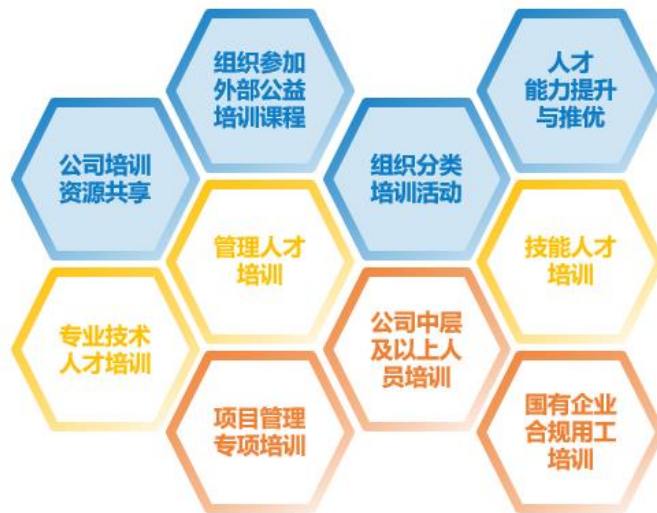 组织参加
外部公益
培训课程
人才
能力提升
与推优
公司培训
资源共享
组织分类
培训活动
管理人才
培训
技能人才
培训
专业技术
人才培训
公司中层
及以上人
员培训
项目管理
专项培训
国有企业
合规用工
培训